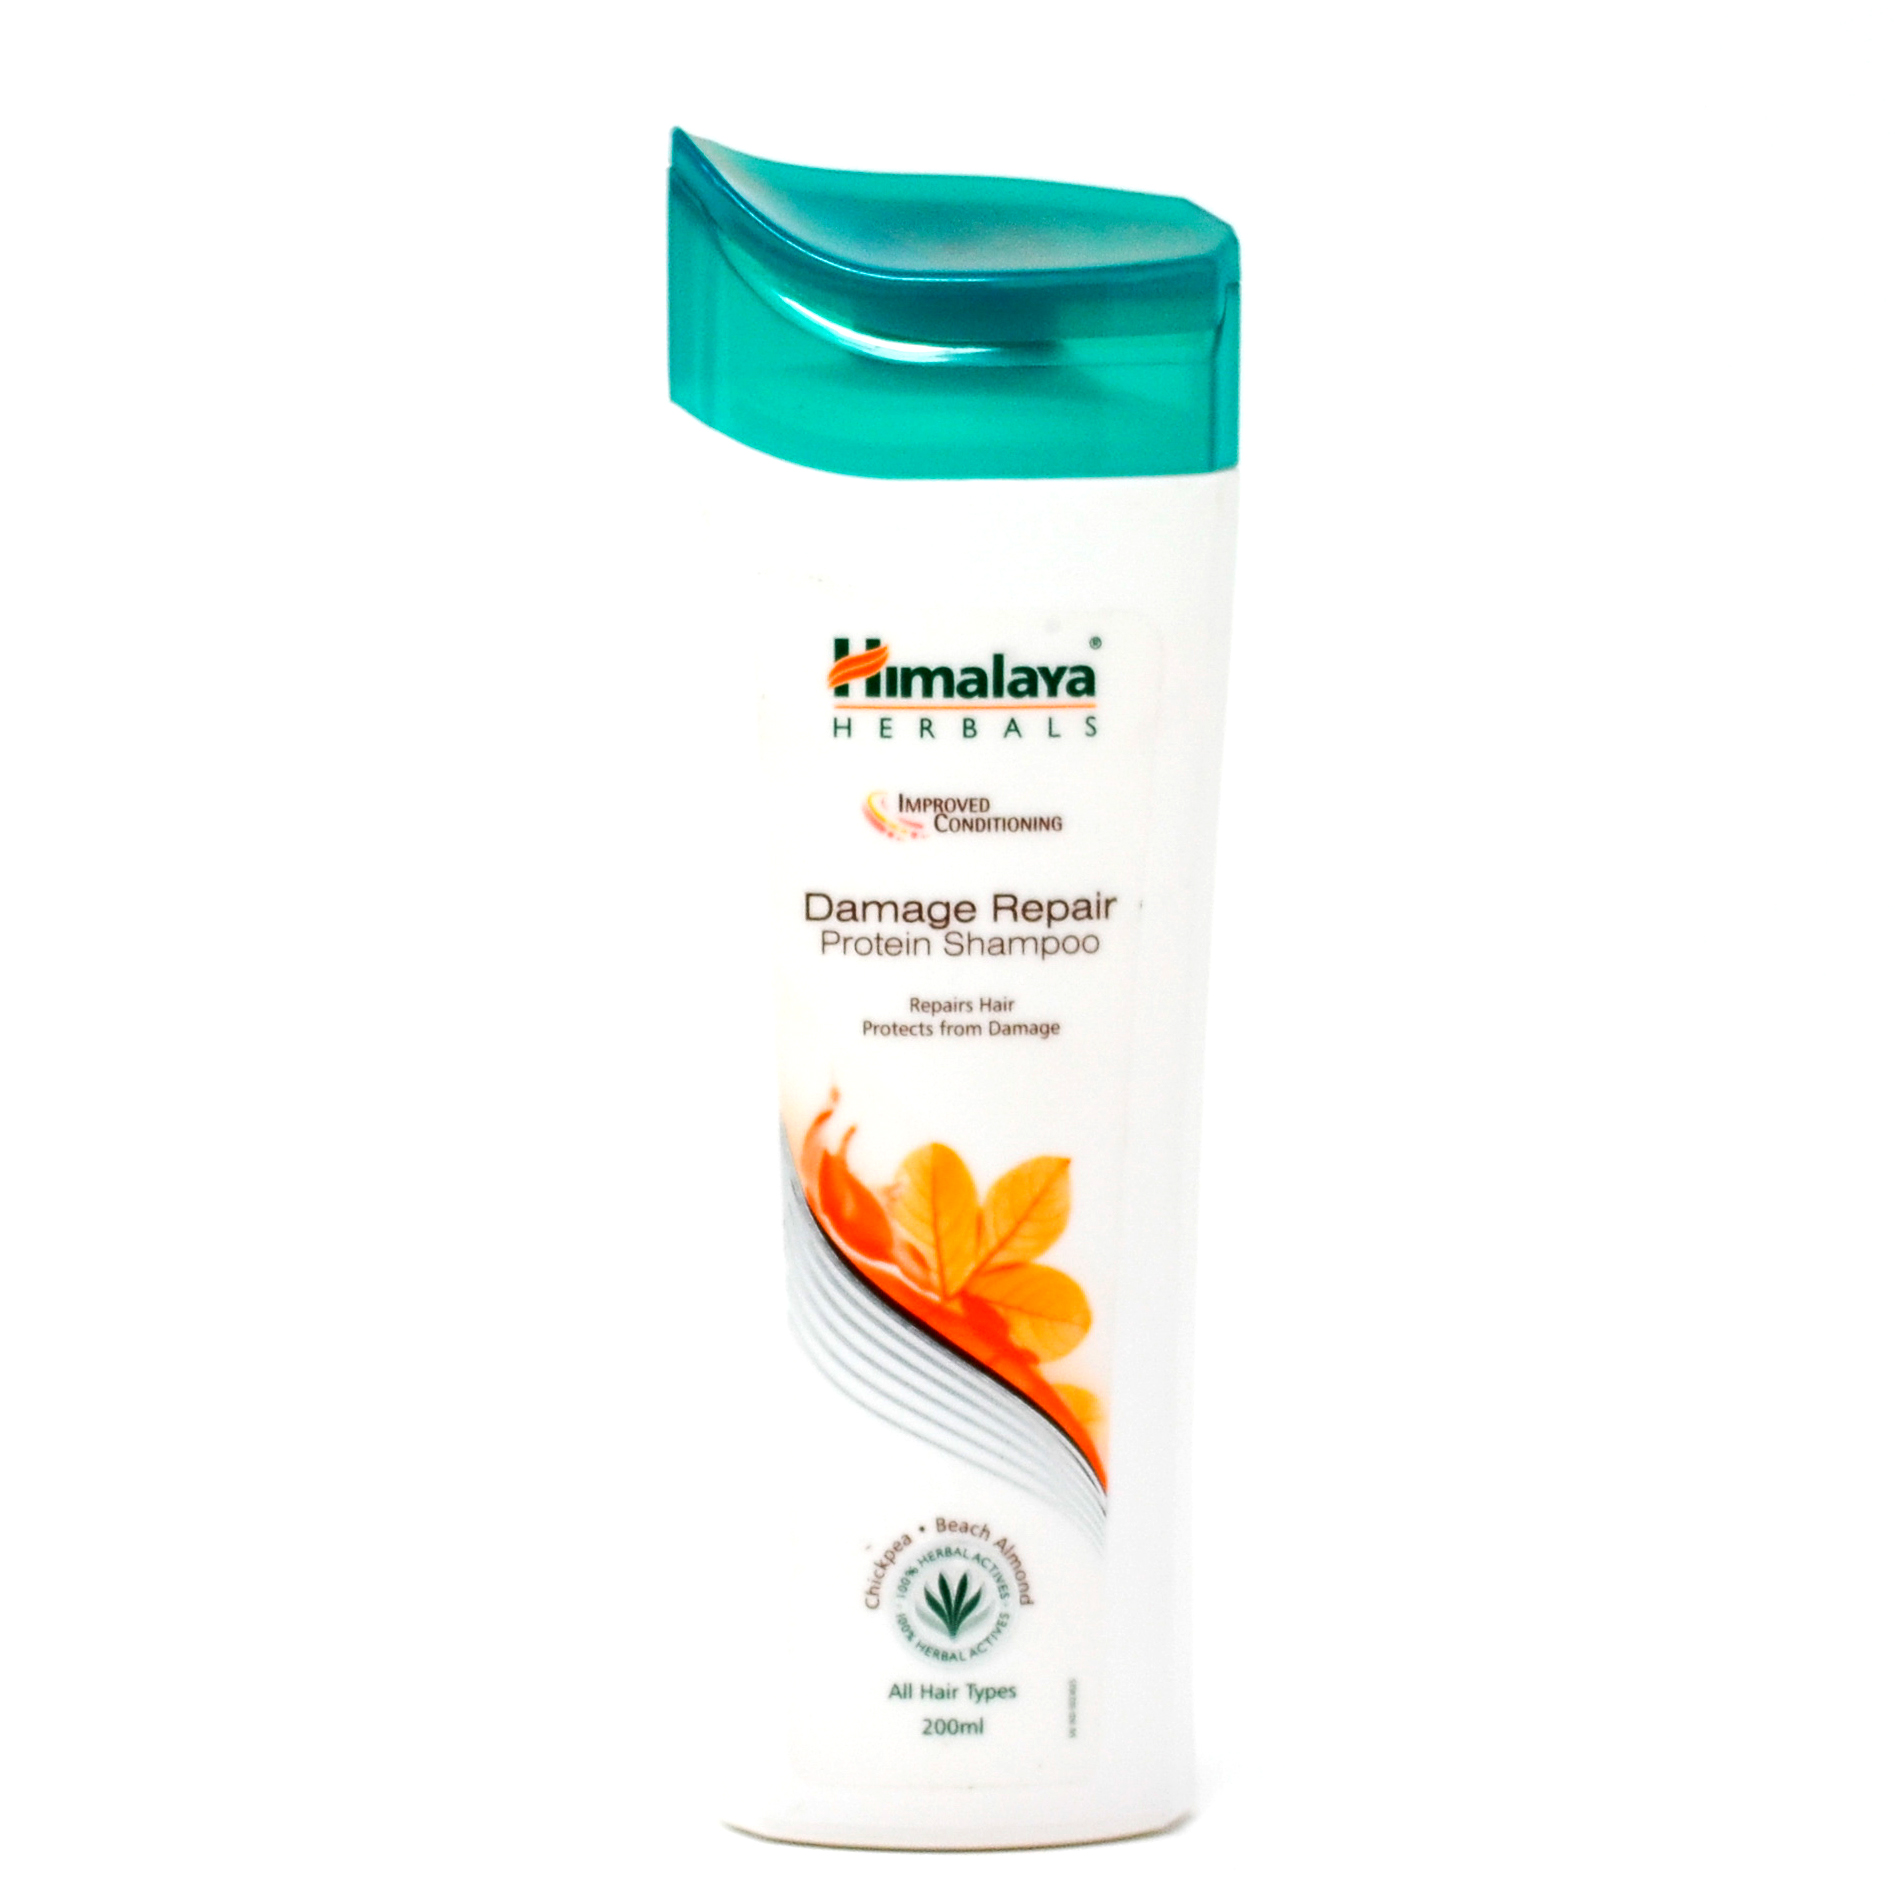 Himalaya®
HERBALS
IMPROVED
CONDITIONING
Damage Repair
Protein Shampoo
Repairs Hair
Protects from Damage
Chickpea • Beach Almond
100% HERBAL ACTIVES
100% HERBAL ACTIVES
All Hair Types
200ml